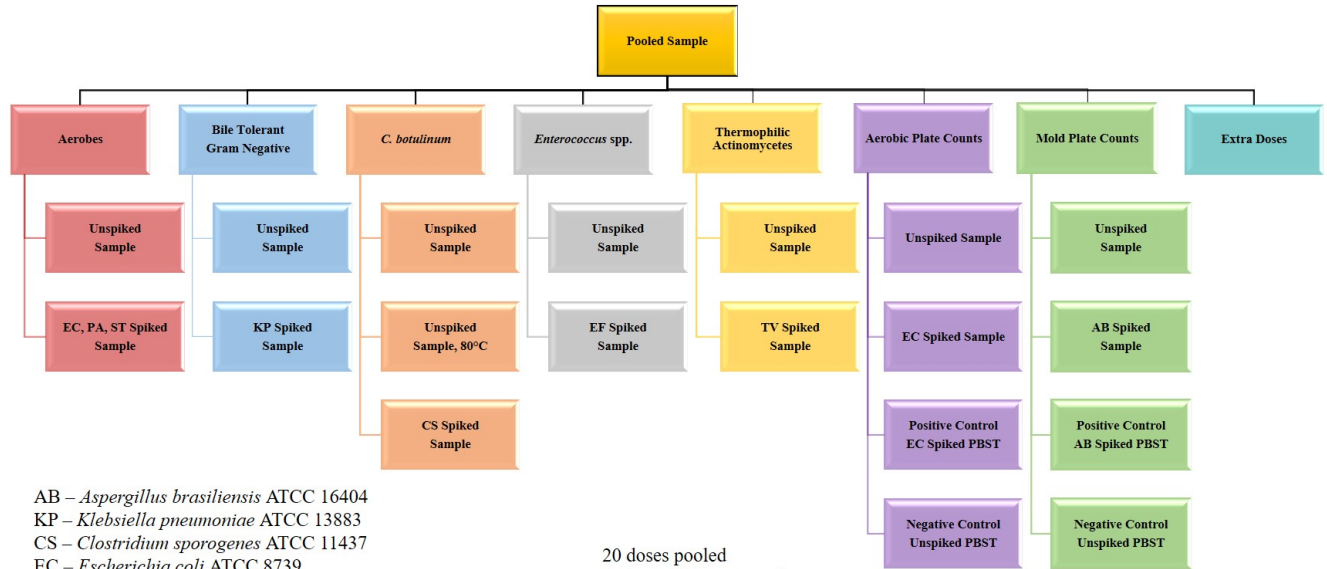 Pooled Sample
Aerobes
Bile Tolerant
Gram Negative
C. botulinum
Enterococcus spp.
Thermophilic
Actinomycetes
Aerobic Plate Counts
Mold Plate Counts
Extra Doses
Unspiked
Sample
Unspiked
Sample
Unspiked
Sample
Unspiked
Sample
Unspiked
Sample
Unspiked Sample
Unspiked
Sample
EC, PA, ST Spiked
Sample
KP Spiked
Sample
Unspiked
Sample, 80°C
EF Spiked
Sample
TV Spiked
Sample
EC Spiked Sample
AB Spiked
Sample
CS Spiked
Sample
Positive Control
EC Spiked PBST
Positive Control
AB Spiked PBST
Negative Control
Unspiked PBST
Negative Control
Unspiked PBST
AB – Aspergillus brasiliensis ATCC 16404
KP – Klebsiella pneumoniae ATCC 13883
CS – Clostridium sporogenes ATCC 11437
EC – Escherichia coli ATCC 8739
20 doses pooled